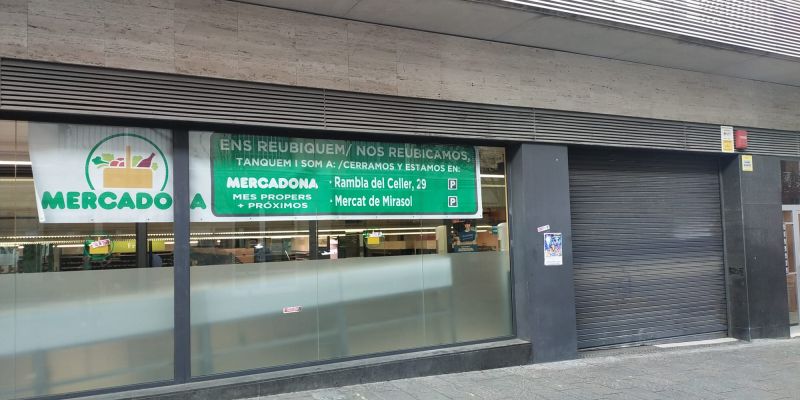 ENS REUBIQUEM/ NOS REUBICAMOS,
TANQUEM I SOM A: /CERRAMOS Y ESTAMOS EN:
MERCADONA
MES PROPERS
+ PRÓXIMOS
· Rambla del Celler, 29 P
· Mercat de Mirasol P
MERCADONA